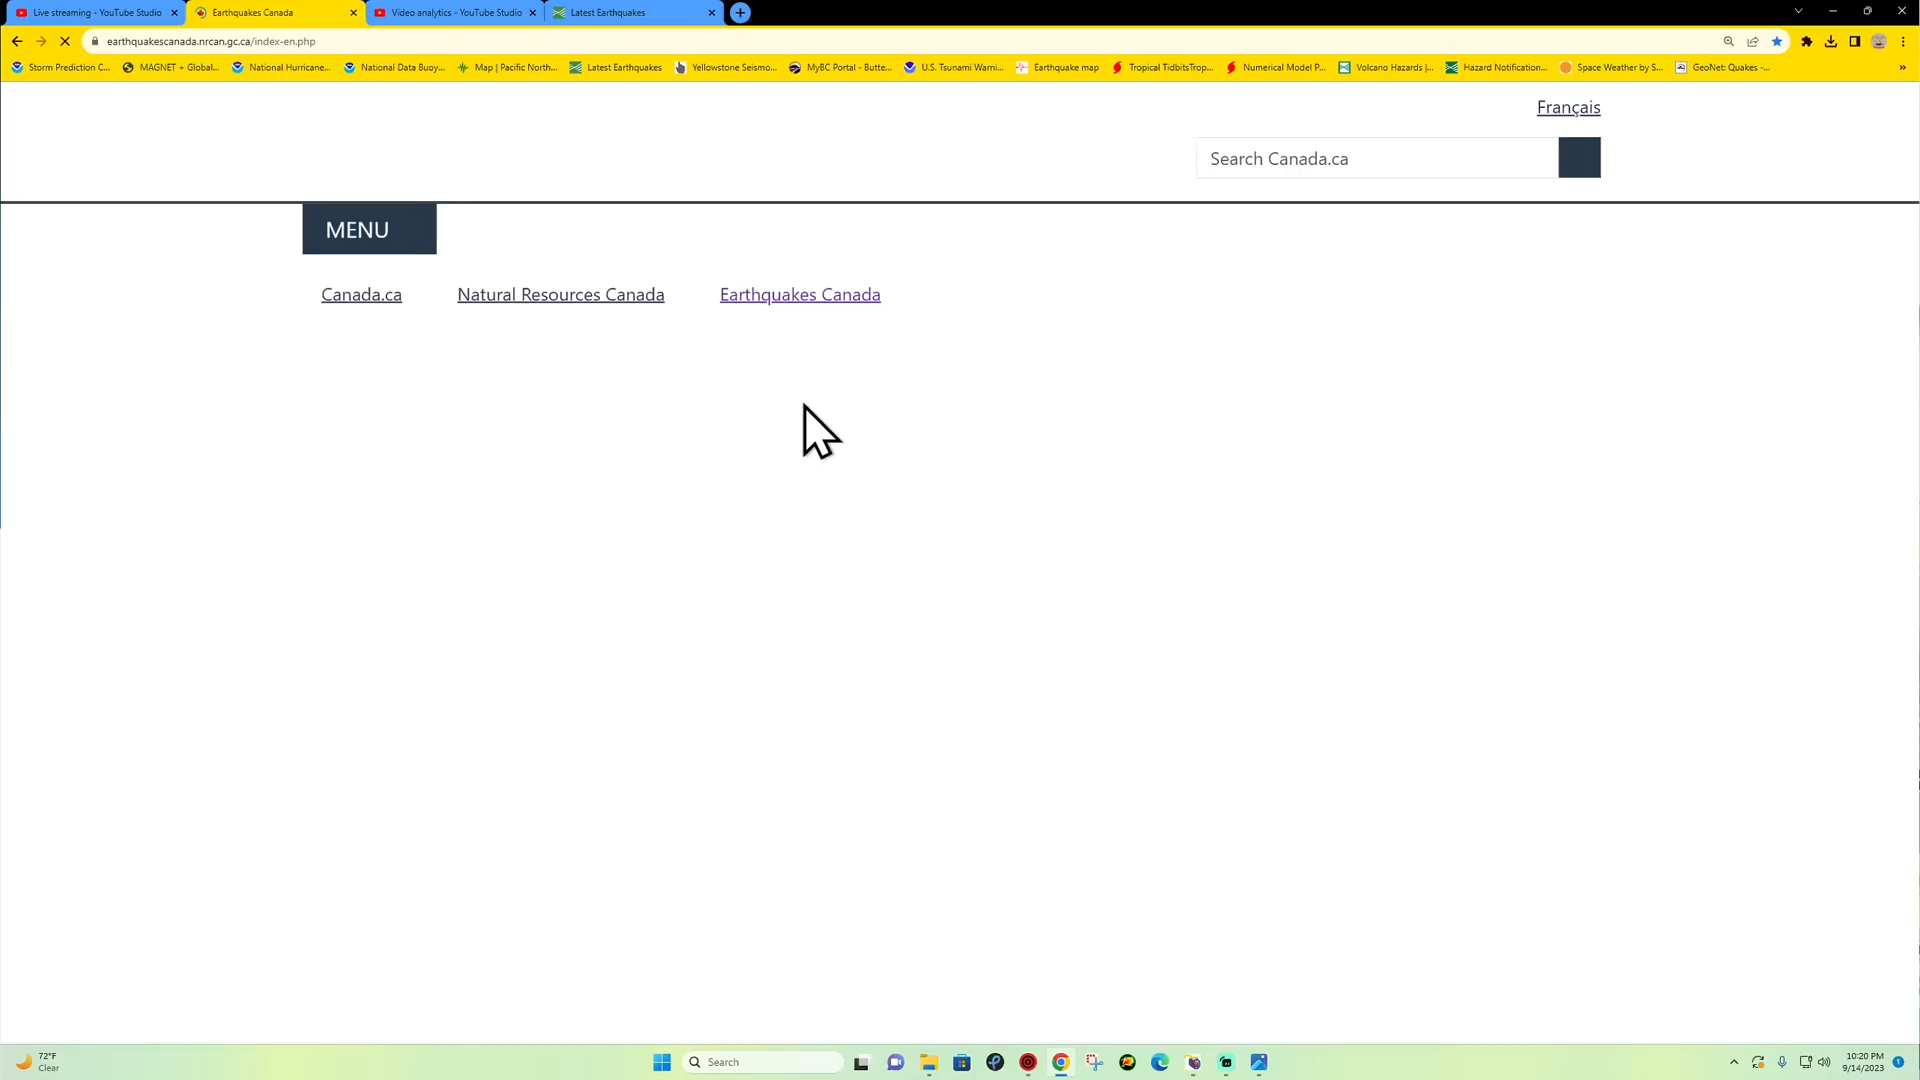 Live streaming - YouTube Studio
Earthquakes Canada
Video analytics - YouTube Studio
Latest Earthquakes
earthquakescanada.nrcan.gc.ca/index-en.php
Storm Prediction C...
MAGNET + Global...
National Hurricane...
National Data Buoy...
Map | Pacific North...
Latest Earthquakes
Yellowstone Seismo...
MyBC Portal - Butte...
U.S. Tsunami Warni...
Earthquake map
Tropical TidbitsTrop...
Numerical Model P...
Volcano Hazards |...
Hazard Notification...
Space Weather by S...
GeoNet: Quakes -...
»
Français
Search Canada.ca
MENU
Canada.ca
Natural Resources Canada
Earthquakes Canada
72°F
Clear
Search
10:20 PM
9/14/2023
1